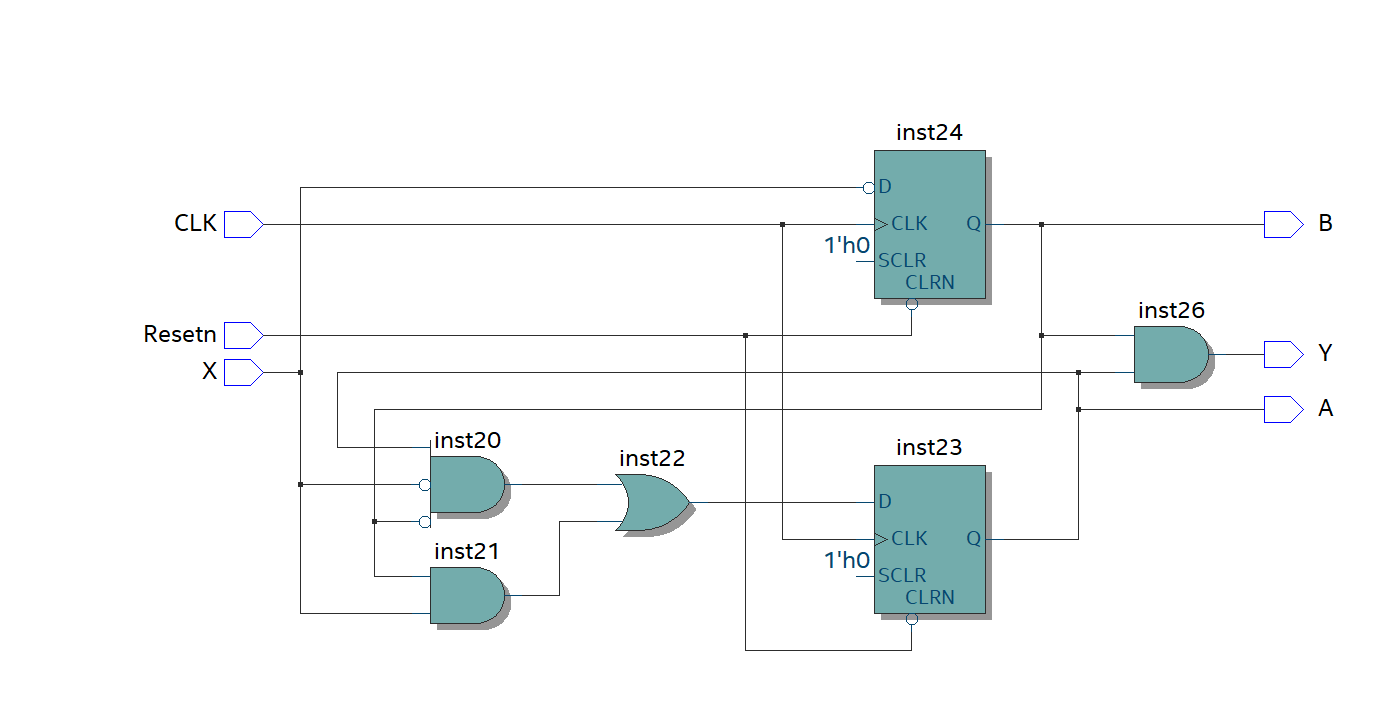 inst24
D
CLK
CLK Q
B
1'h0
SCLR
CLRN
inst26
Resetn
Y
X
A
inst20
inst23
inst22
D
CLK Q
inst21
1'h0
SCLR
CLRN